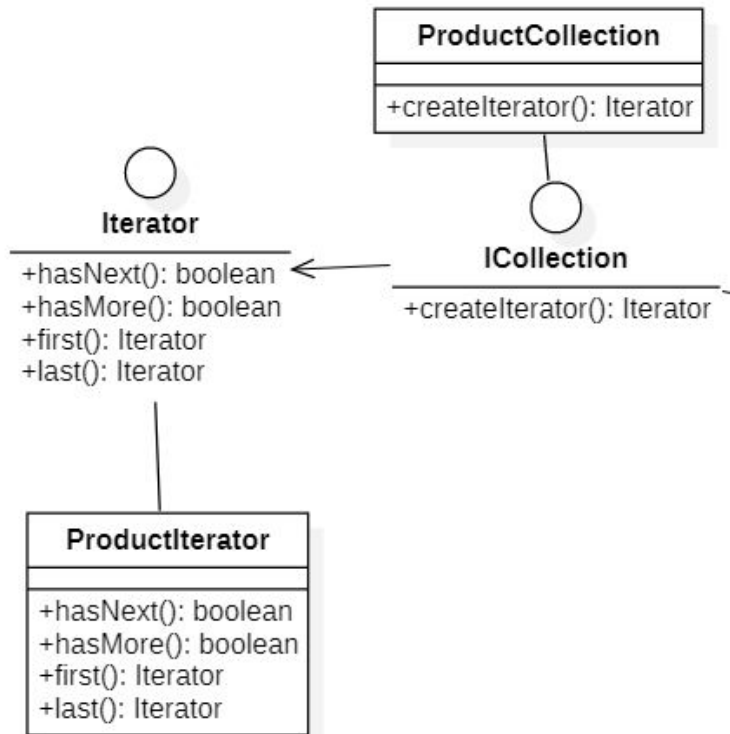 ProductCollection
+createIterator(): Iterator
Iterator
+hasNext(): boolean
+hasMore(): boolean
+first(): Iterator
+last(): Iterator
ICollection
+createIterator(): Iterator
ProductIterator
+hasNext(): boolean
+hasMore(): boolean
+first(): Iterator
+last(): Iterator